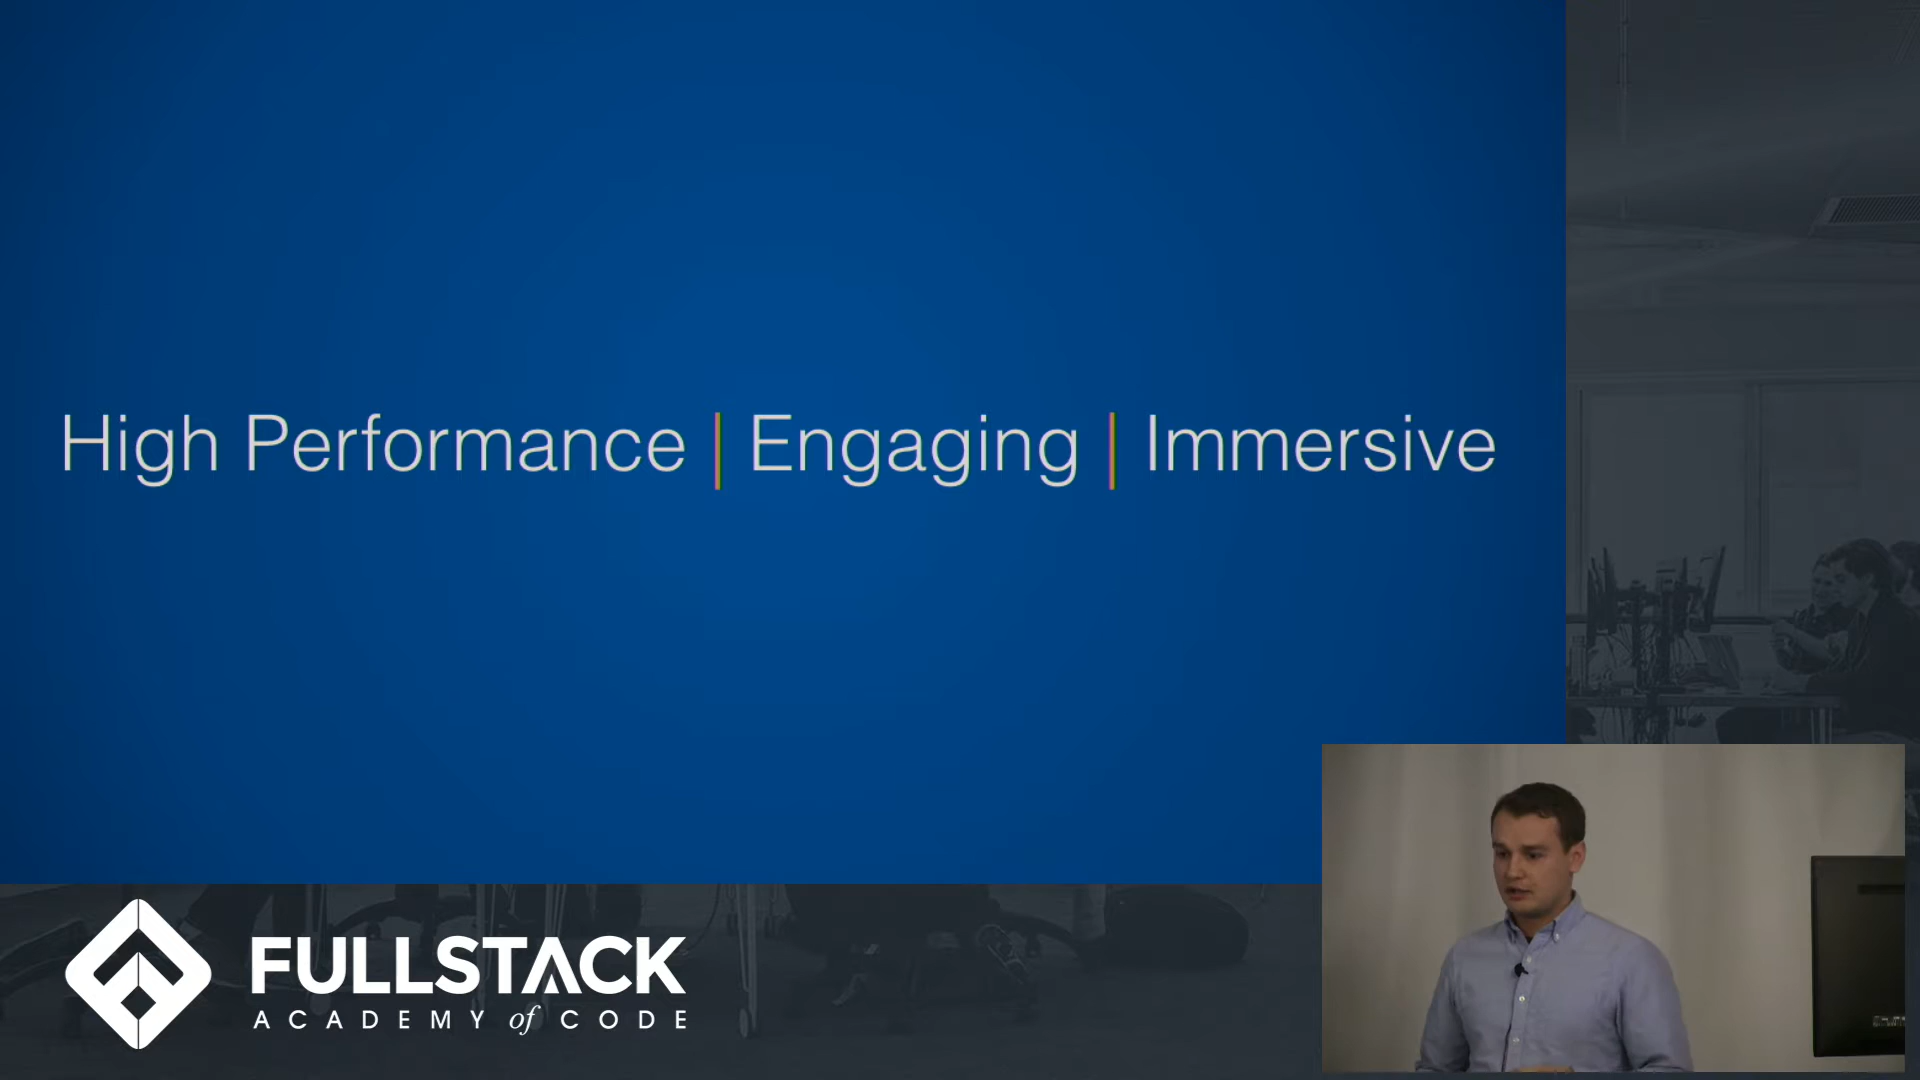 High Performance | Engaging | Immersive
FULLSTACK
ACADEMY of CODE